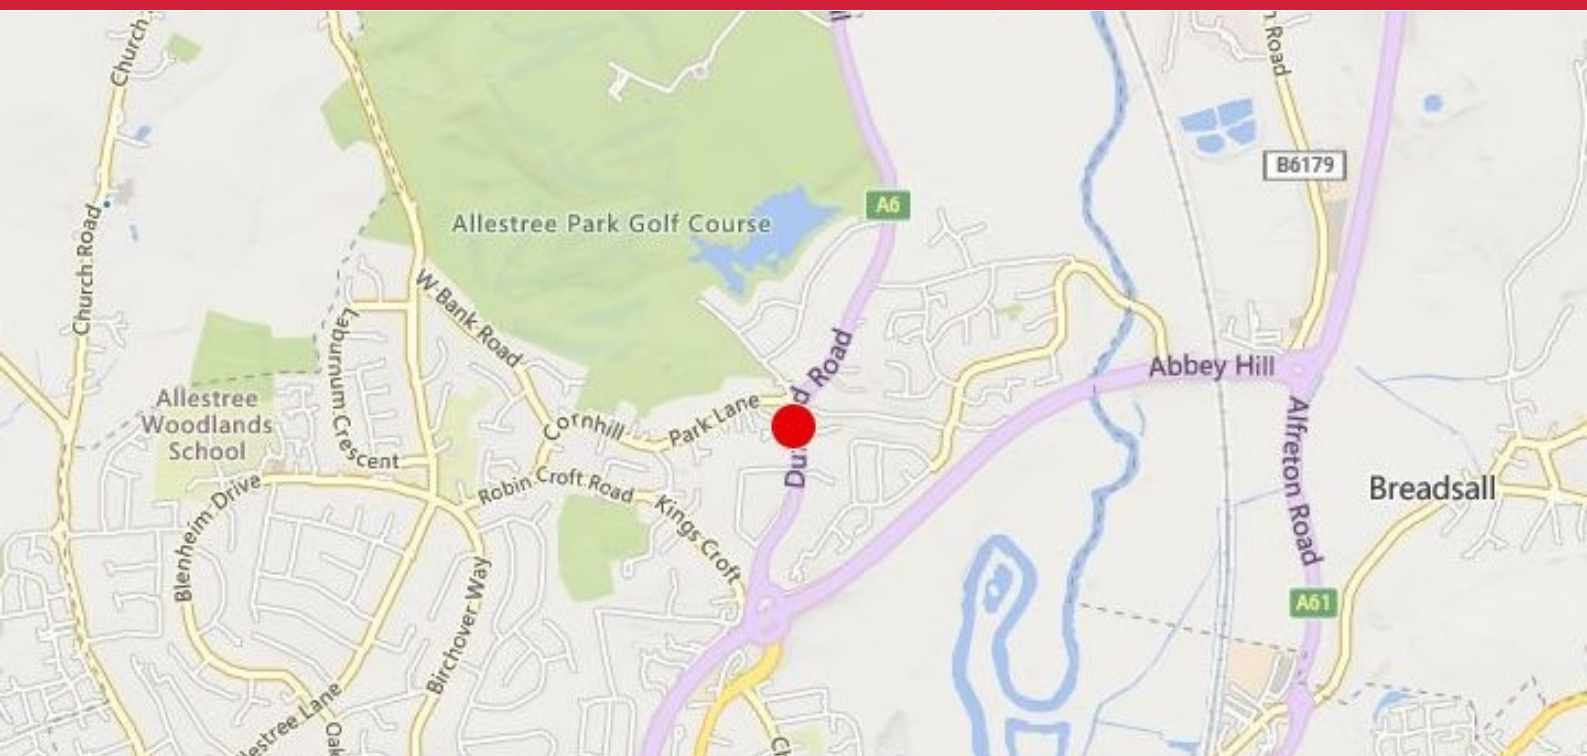 Church
Road
B6179
A6
Allestree Park Golf Course
Church Road
W Bank Road
Laburnum Crescent
Road
Abbey Hill
Allestree
Woodlands
School
Cornhill
Park Lane
Alfreton Road
Breadsall
Robin Croft Road
Kings Croft
Blenheim Drive
Birchover Way
A61